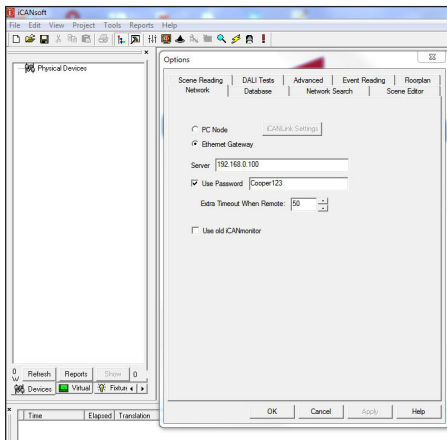 iCANsoft
File Edit View Project Tools Reports Help
Options
Physical Devices
Scene Reading DALI Tests Advanced Event Reading Floorplan
Network Database Network Search Scene Editor
PC Node iCANLink Settings
Ethernet Gateway
Server 192.168.0.100
Use Password Cooper123
Extra Timeout When Remote: 50
Use old iCANmonitor
0 Refresh Reports Show 0
W
Devices Virtual Fixture
OK Cancel Apply Help
Time Elapsed Translation